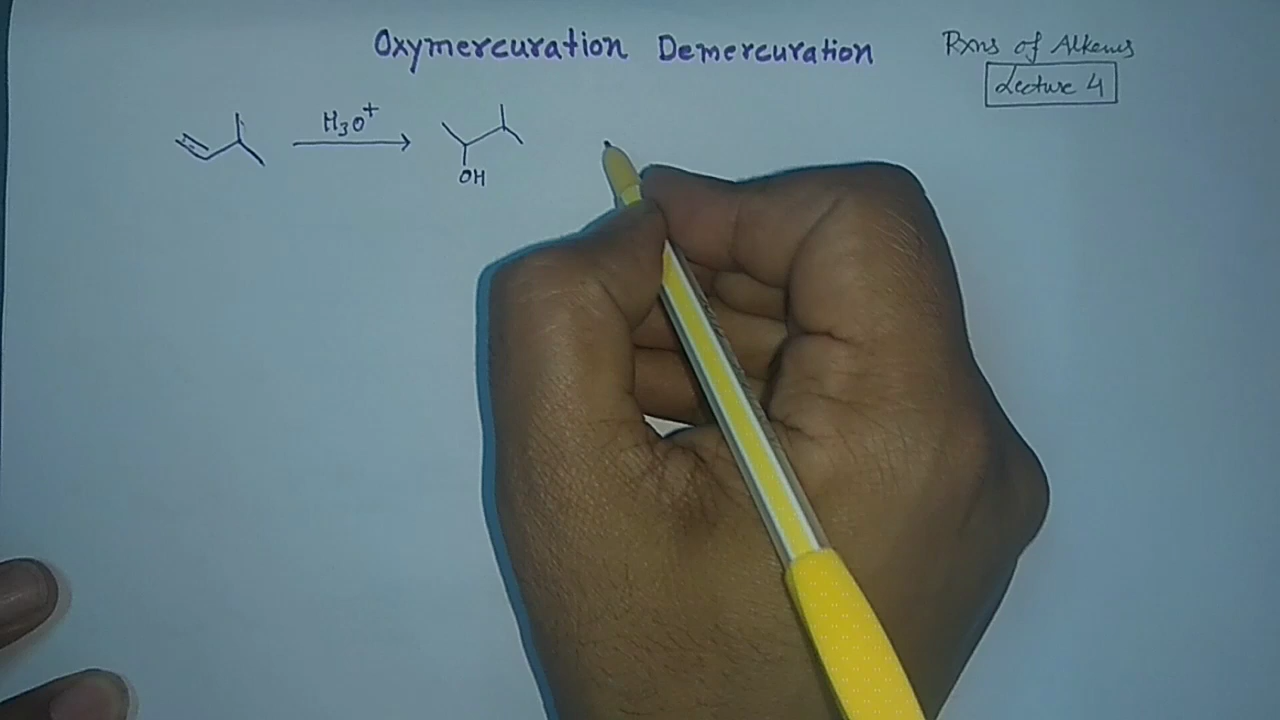 Oxymercuration Demercuration
Rxns of Alkenes
Lecture 4
H3O+
OH